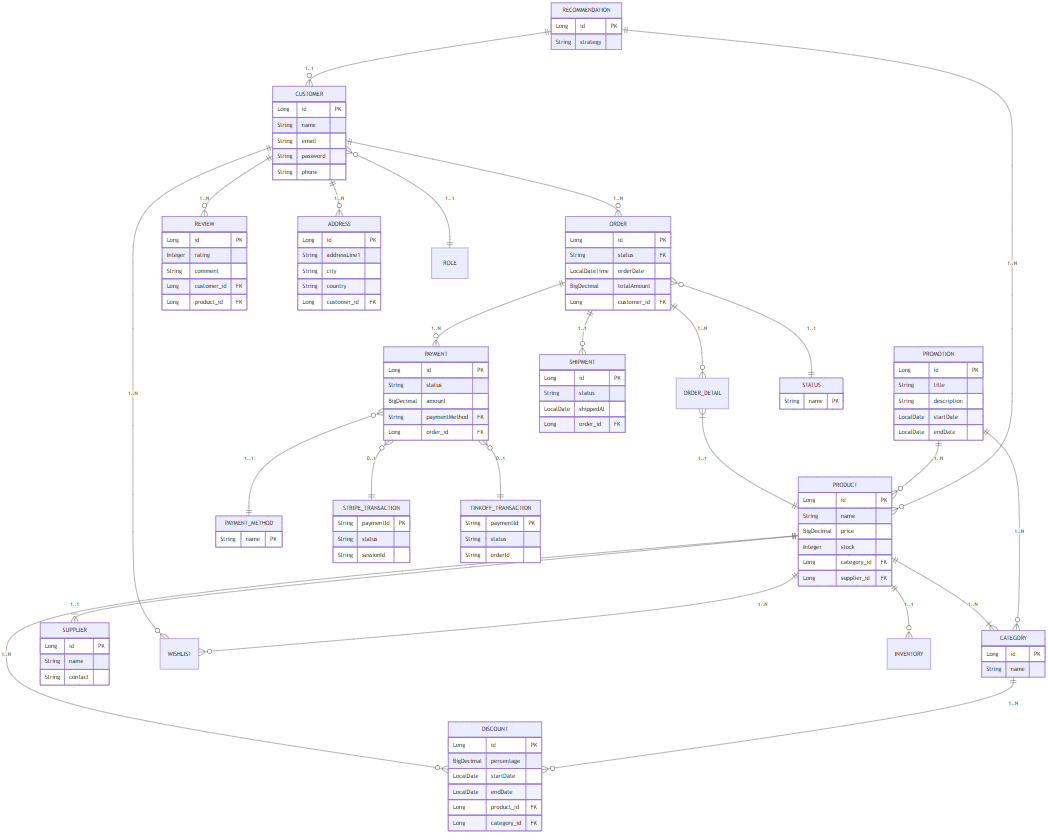 RECOMMENDATION
Long id PK
String strategy
1..1
CUSTOMER
Long id PK
String name
String email
String password
String phone
1..N
1..N
1..1
1..N
1..N
REVIEW
Long id PK
Integer rating
String comment
Long customer_id FK
Long product_id FK
ADDRESS
Long id PK
String addressLine1
String city
String country
Long customer_id FK
ROLE
ORDER
Long id PK
String status FK
LocalDateTime orderDate
BigDecimal totalAmount
Long customer_id FK
1..N
1..1
1..N
1..1
1..N
PAYMENT
Long id PK
String status
BigDecimal amount
String paymentMethod FK
Long order_id FK
SHIPMENT
Long id PK
String status
LocalDate shippedAt
Long order_id FK
ORDER_DETAIL
STATUS
String name PK
PROMOTION
Long id PK
String title
String description
LocalDate startDate
LocalDate endDate
1..1
0..1
0..1
1..1
1..N
PAYMENT_METHOD
String name PK
STRIPE_TRANSACTION
String paymentId PK
String status
String sessionId
TINKOFF_TRANSACTION
String paymentId PK
String status
String orderId
PRODUCT
Long id PK
String name
BigDecimal price
Integer stock
Long category_id FK
Long supplier_id FK
1..N
1..1
1..N
1..1
1..N
SUPPLIER
Long id PK
String name
String contact
WISHLIST
INVENTORY
CATEGORY
Long id PK
String name
1..N
1..N
DISCOUNT
Long id PK
BigDecimal percentage
LocalDate startDate
LocalDate endDate
Long product_id FK
Long category_id FK